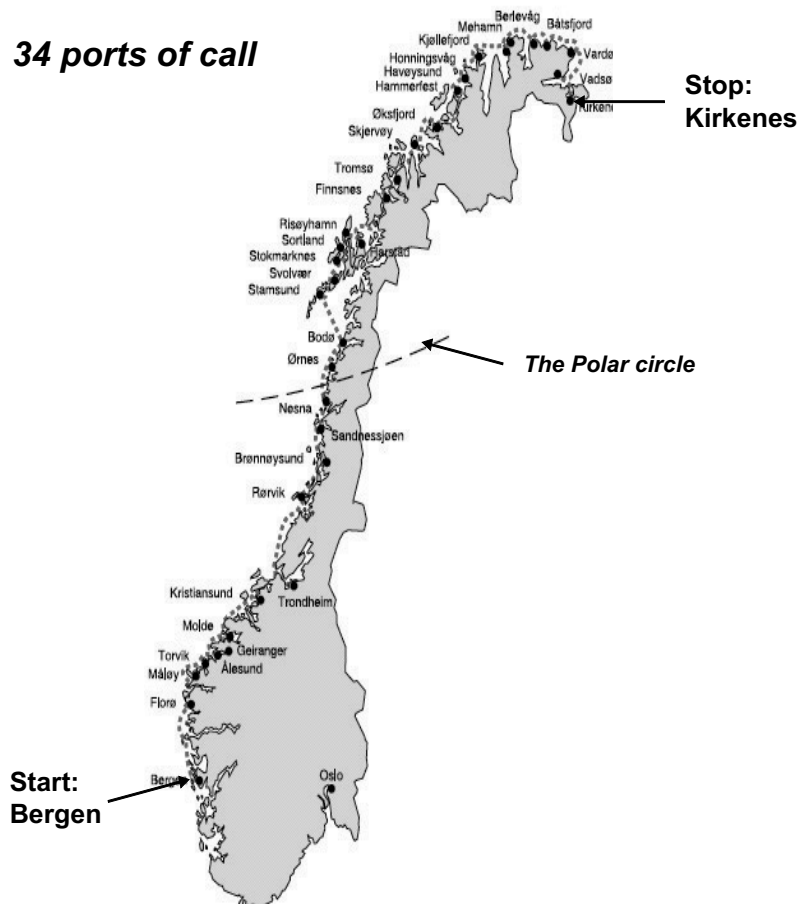 34 ports of call
Berlevåg
Mehamn
Båtsfjord
Kjøllefjord
Vardø
Honningsvåg
Havøysund
Vadsø
Hammerfest
Stop:
Kirkenes
Øksfjord
Skjervøy
Tromsø
Finnsnes
Risøyhamn
Sortland
Harstad
Stokmarknes
Svolvær
Stamsund
Bodø
Ørnes
The Polar circle
Nesna
Sandnessjøen
Brønnøysund
Rørvik
Kristiansund
Trondheim
Molde
Geiranger
Torvik
Ålesund
Måløy
Florø
Start:
Bergen
Oslo